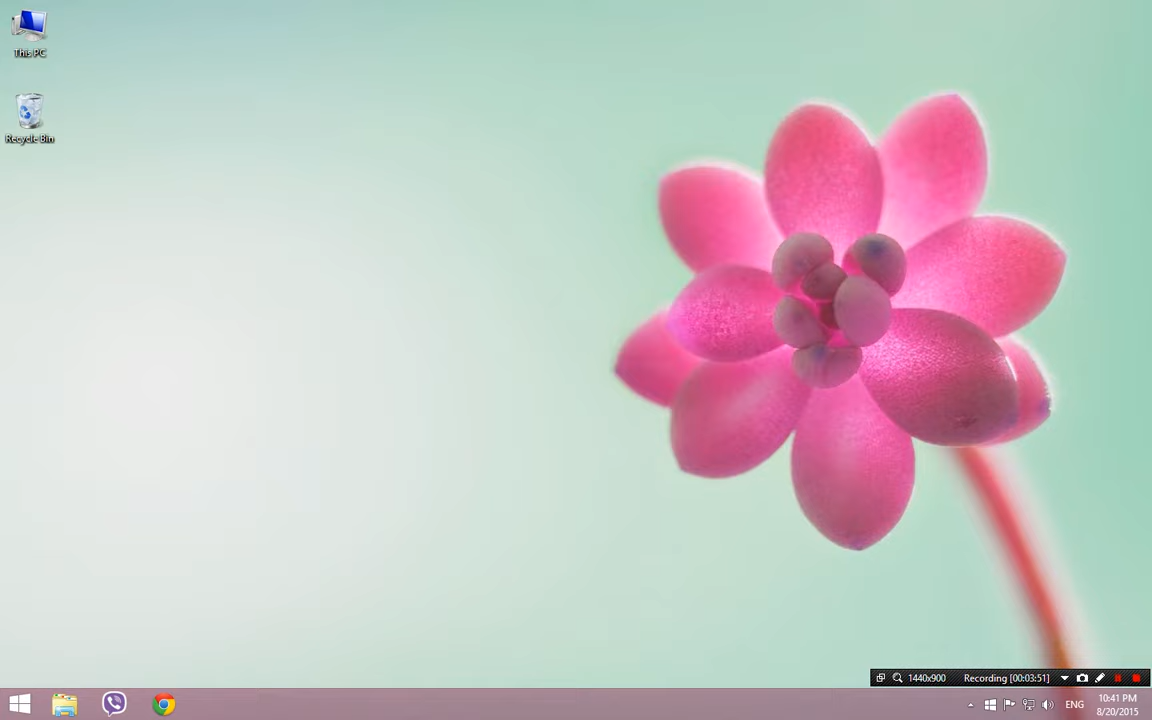 This PC
Recycle Bin
1440x900 Recording [00:03:51]
ENG
10:41 PM
8/20/2015